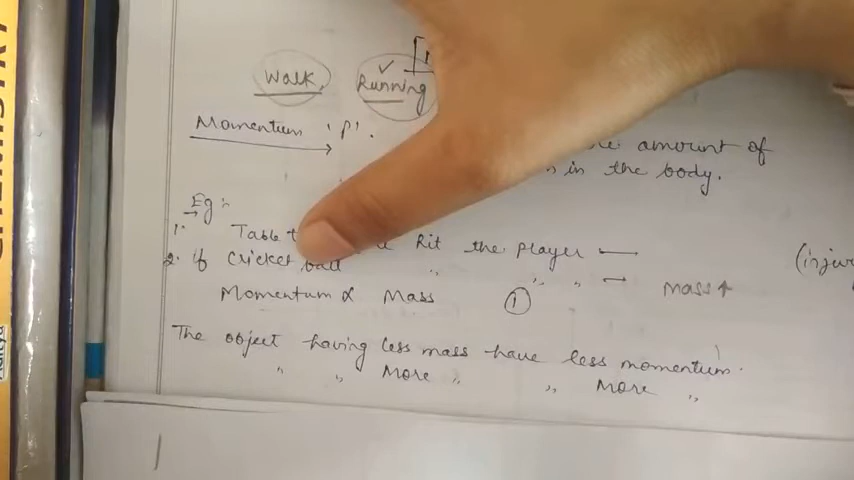 CHEMISTRY
Walk, Running
Momentum 'p'. amount of
in the body.
Eg:
1. Table hit the player
2. if cricket ball " " " mass↑
Momentum ∝ Mass ①
The object having less mass have less momentum.
" " More " " More "